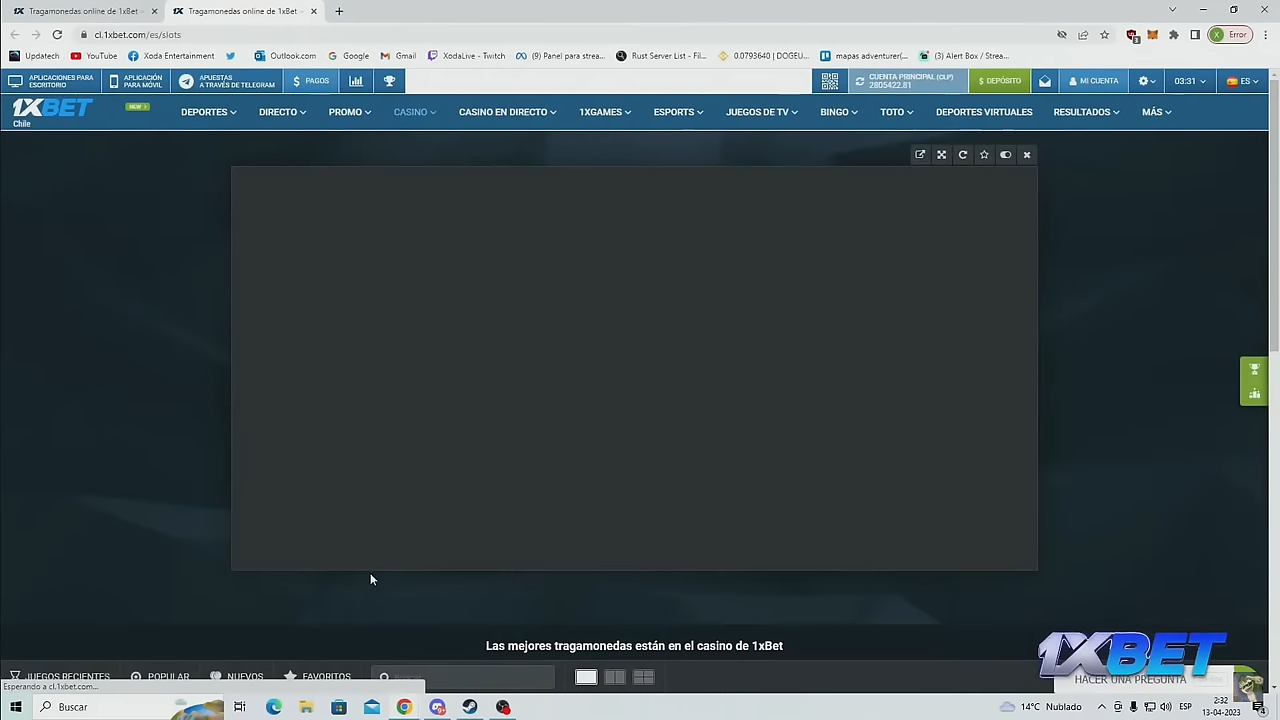 Tragamonedas online de 1xBet -
Tragamonedas online de 1xBet -
cl.1xbet.com/es/slots
Error
Updatech
YouTube
Xoda Entertainment
Outlook.com
Google
Gmail
XodaLive - Twitch
(9) Panel para strea...
Rust Server List - Fil...
0.0793640 | DOGEU...
mapas adventurer(...
(3) Alert Box / Strea...
APLICACIONES PARA
ESCRITORIO
APLICACIÓN
PARA MÓVIL
APUESTAS
A TRAVÉS DE TELEGRAM
$ PAGOS
CUENTA PRINCIPAL (CLP)
2805422.81
$ DEPÓSITO
MI CUENTA
03:31
ES
1XBET
Chile
NEW
DEPORTES
DIRECTO
PROMO
CASINO
CASINO EN DIRECTO
1XGAMES
ESPORTS
JUEGOS DE TV
BINGO
TOTO
DEPORTES VIRTUALES
RESULTADOS
MÁS
Las mejores tragamonedas están en el casino de 1xBet
1XBET
JUEGOS RECIENTES
POPULAR
NUEVOS
FAVORITOS
HACER UNA PREGUNTA
Esperando a cl.1xbet.com...
Buscar
14°C Nublado
ESP
2:32
13-04-2023